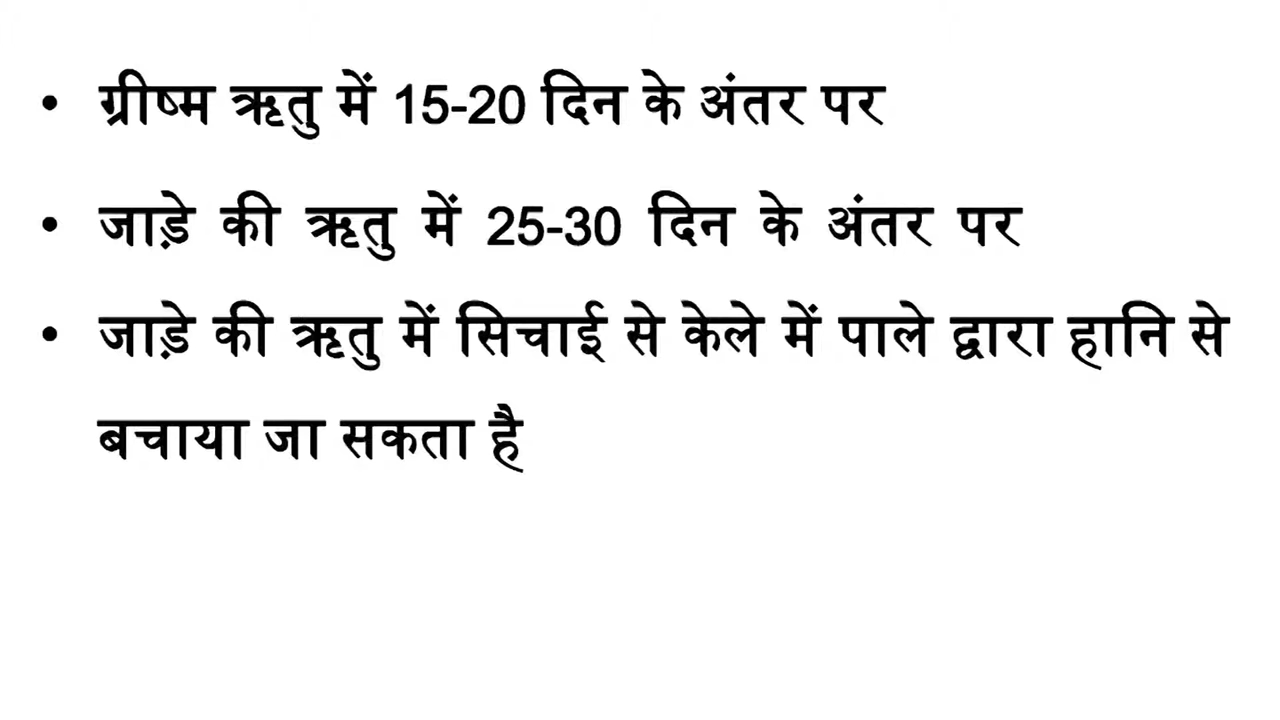 • ग्रीष्म ऋतु में 15-20 दिन के अंतर पर
• जाड़े की ऋतु में 25-30 दिन के अंतर पर
• जाड़े की ऋतु में सिचाई से केले में पाले द्वारा हानि से
बचाया जा सकता है